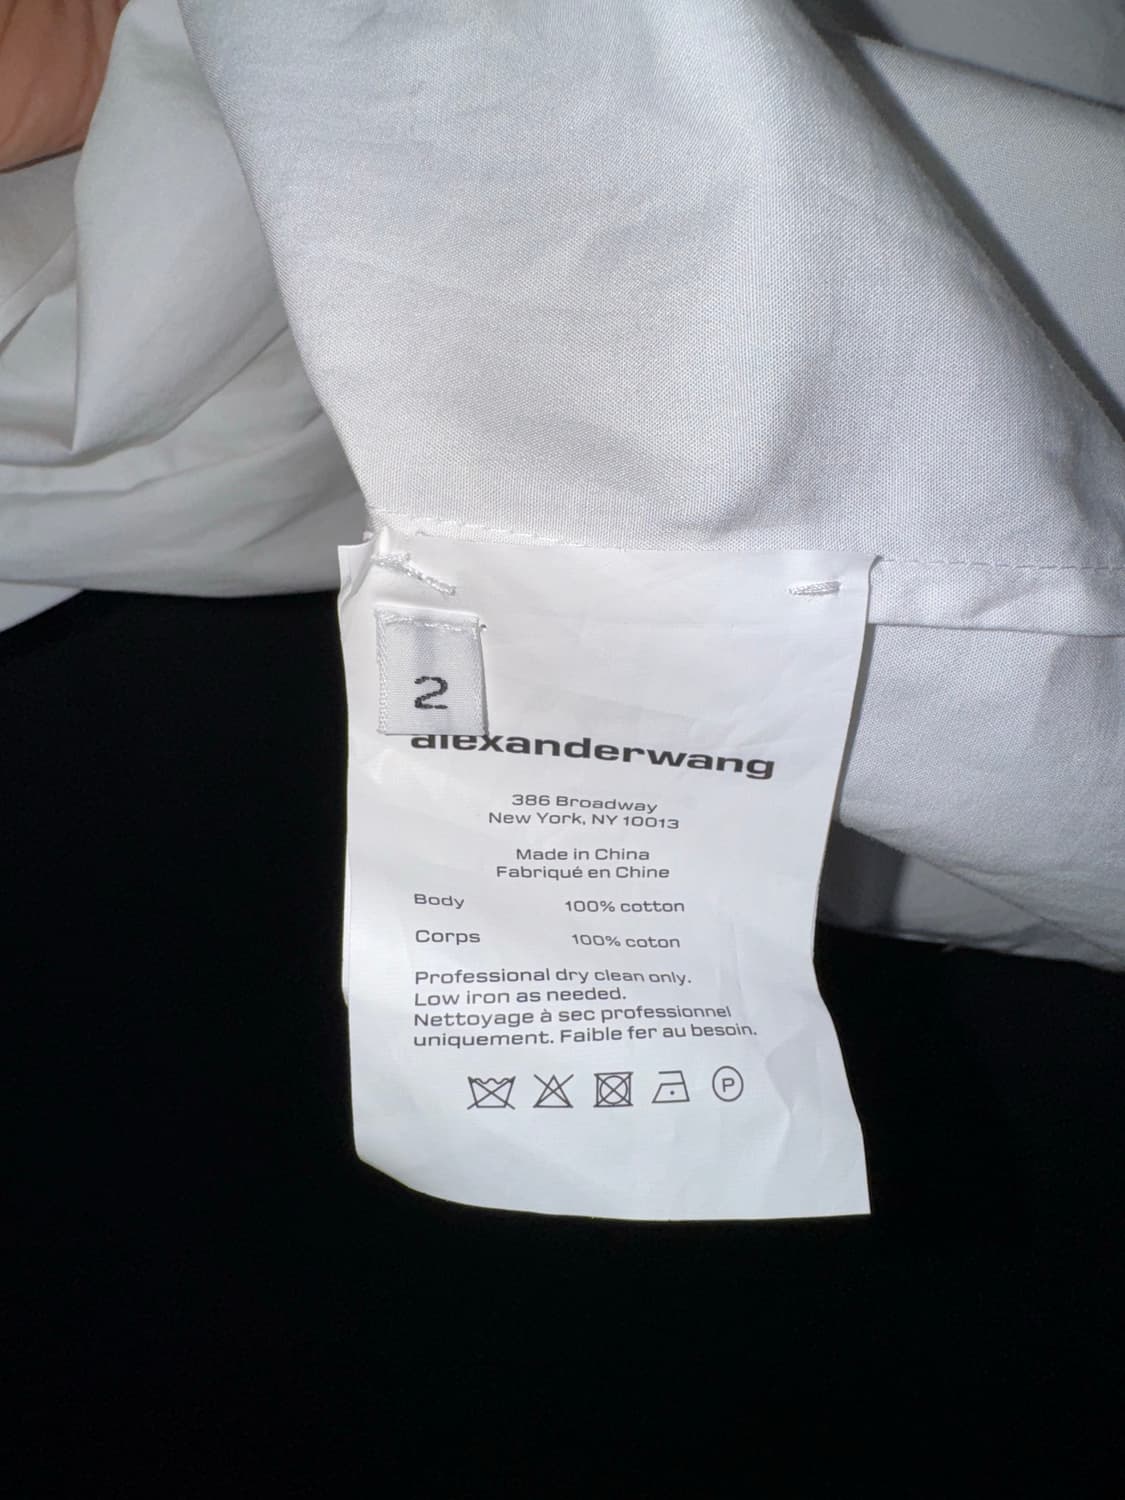 2
alexanderwang
386 Broadway
New York, NY 10013
Made in China
Fabriqué en Chine
Body 100% cotton
Corps 100% coton
Professional dry clean only.
Low iron as needed.
Nettoyage à sec professionnel
uniquement. Faible fer au besoin.
P